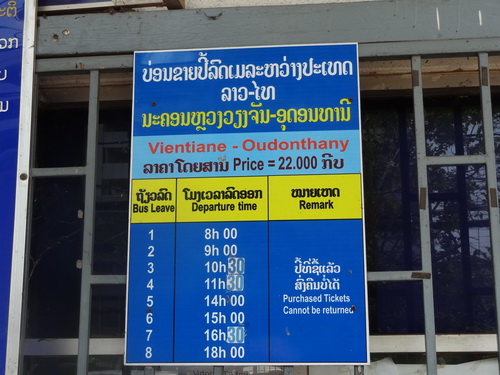 ບ່ອນຂາຍປີ້ລົດເມລະຫວ່າງປະເທດ
ລາວ-ໄທ
ນະຄອນຫຼວງວຽງຈັນ-ອຸດອນທານີ
Vientiane - Oudonthany
ລາຄາໂດຍສານ Price = 22.000 ກີບ
ຖ້ຽວລົດ ໂມງເວລາລົດອອກ ໝາຍເຫດ
Bus Leave Departure time Remark
1 8h 00
2 9h 00
3 10h 30
4 11h 30
5 14h 00
6 15h 00
7 16h 30
8 18h 00
ປີ້ທີ່ຊື້ແລ້ວ
ສົ່ງຄືນບໍ່ໄດ້
Purchased Tickets
Cannot be returned